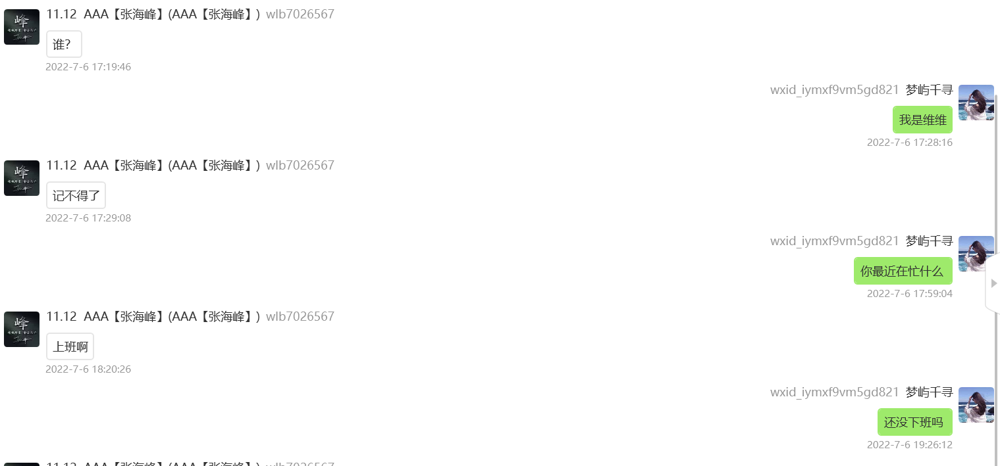 11.12 AAA【张海峰】(AAA【张海峰】) wlb7026567
谁?
2022-7-6 17:19:46
wxid_iymxf9vm5gd821 梦屿千寻
我是维维
2022-7-6 17:28:16
11.12 AAA【张海峰】(AAA【张海峰】) wlb7026567
记不得了
2022-7-6 17:29:08
wxid_iymxf9vm5gd821 梦屿千寻
你最近在忙什么
2022-7-6 17:59:04
11.12 AAA【张海峰】(AAA【张海峰】) wlb7026567
上班啊
2022-7-6 18:20:26
wxid_iymxf9vm5gd821 梦屿千寻
还没下班吗
2022-7-6 19:26:12
11.12 AAA【张海峰】(AAA【张海峰】) wlb7026567